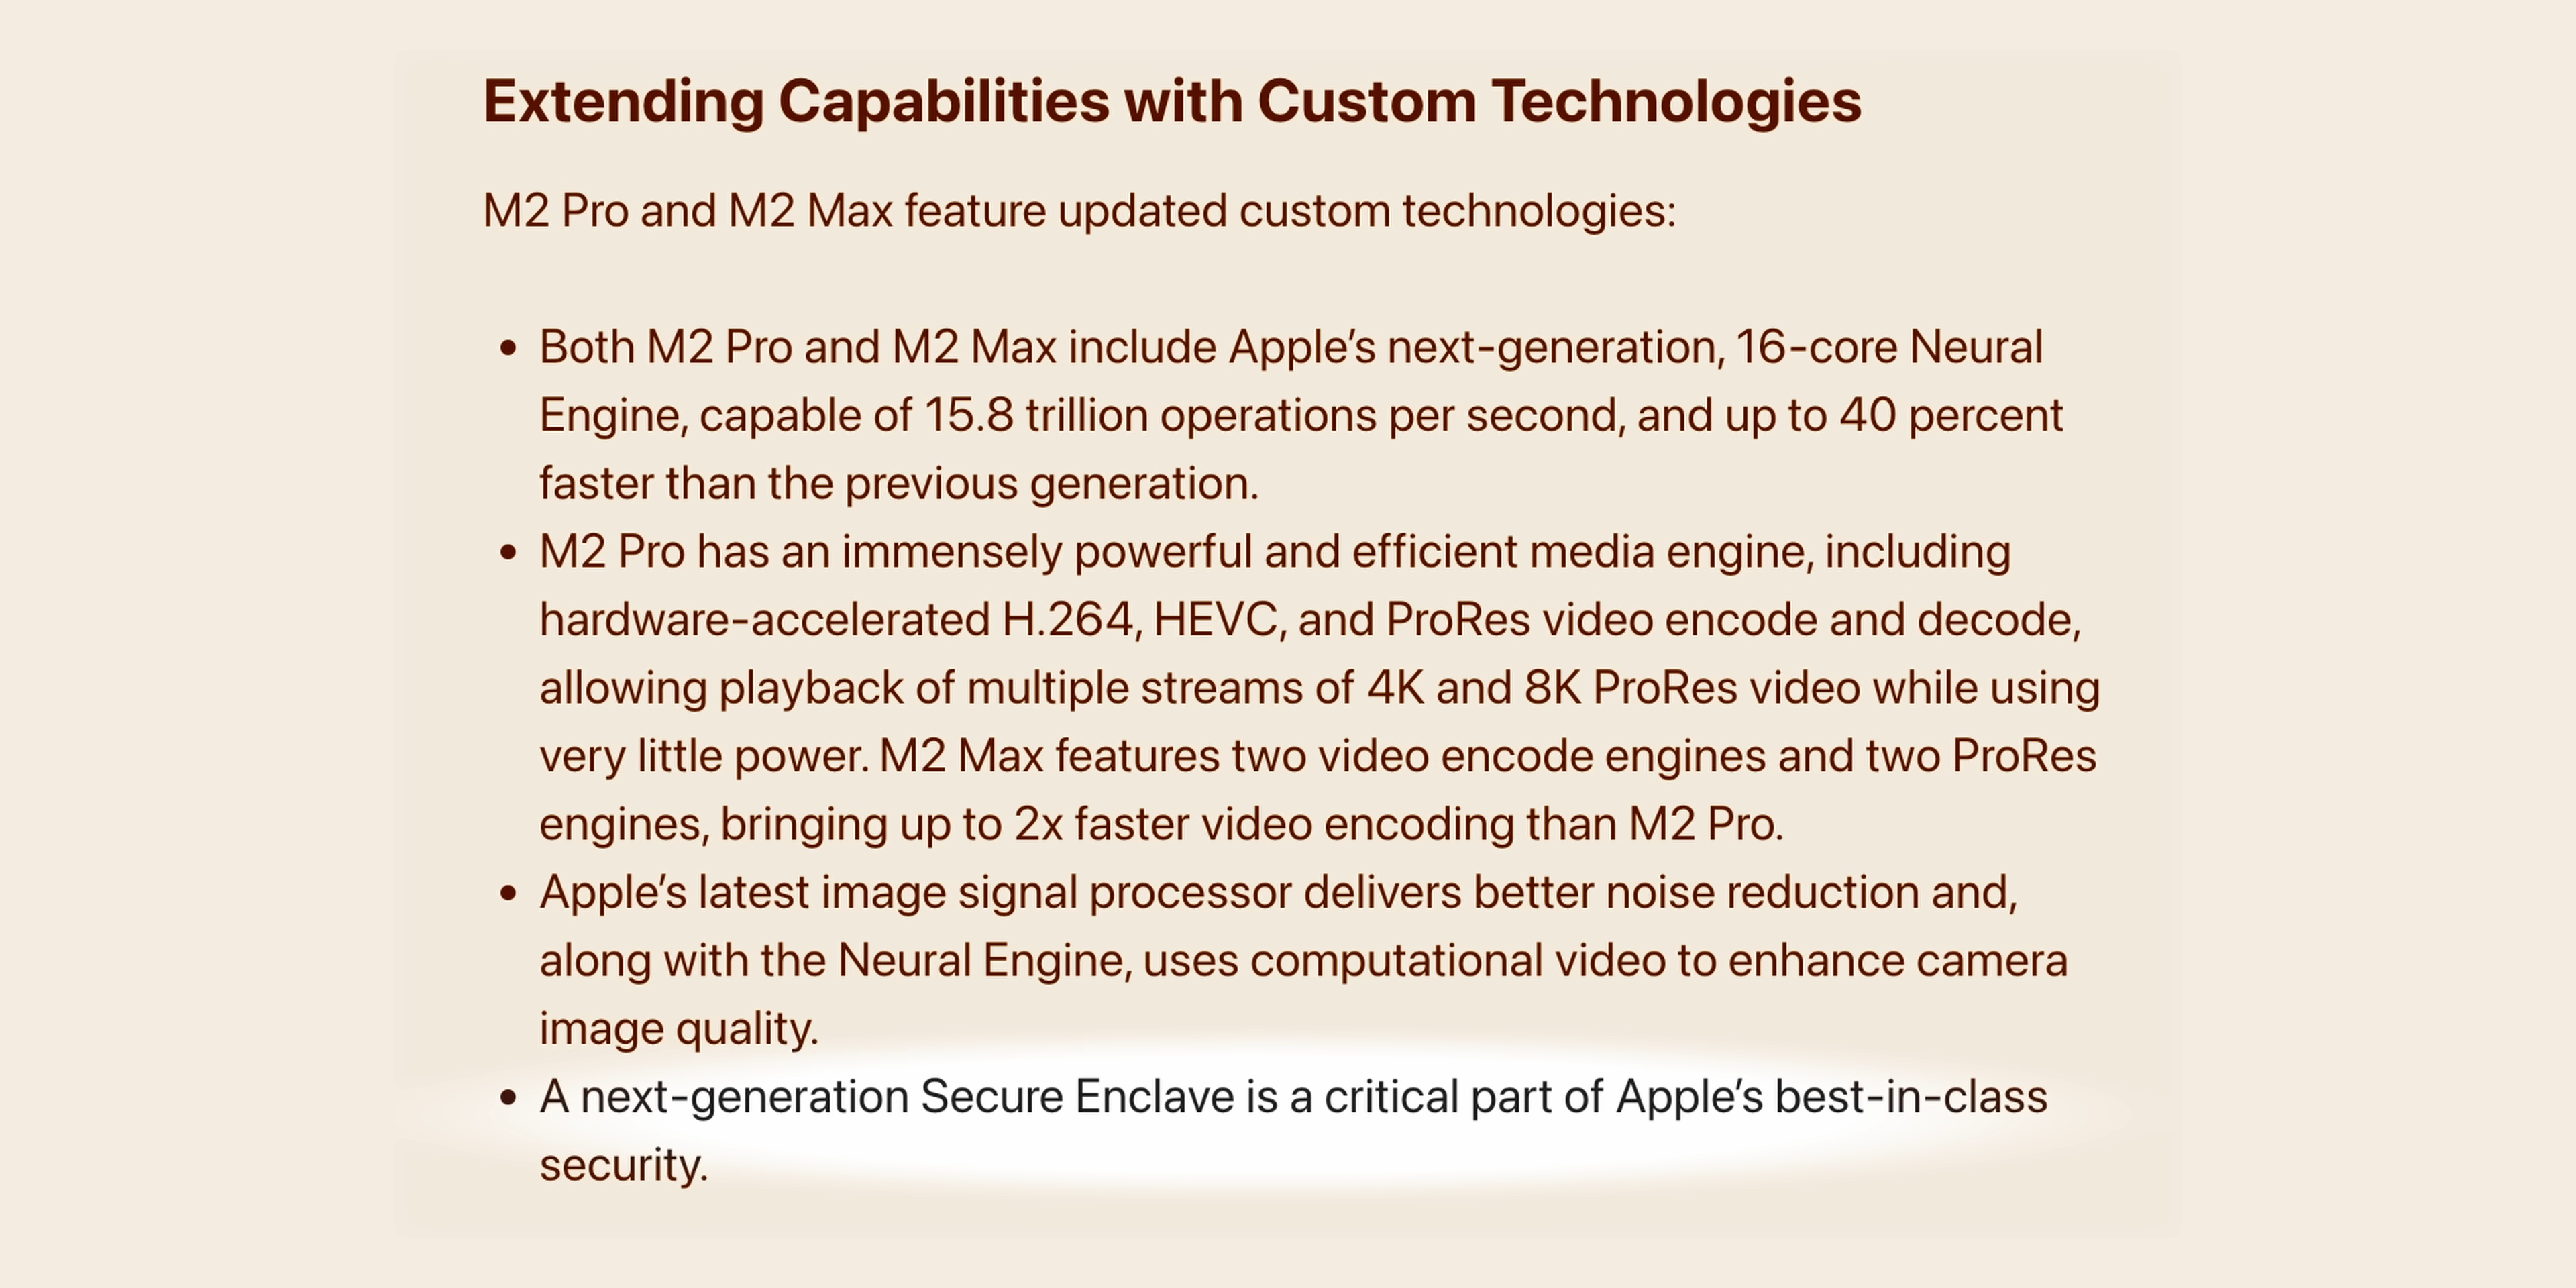 Extending Capabilities with Custom Technologies
M2 Pro and M2 Max feature updated custom technologies:
• Both M2 Pro and M2 Max include Apple’s next-generation, 16-core Neural
Engine, capable of 15.8 trillion operations per second, and up to 40 percent
faster than the previous generation.
• M2 Pro has an immensely powerful and efficient media engine, including
hardware-accelerated H.264, HEVC, and ProRes video encode and decode,
allowing playback of multiple streams of 4K and 8K ProRes video while using
very little power. M2 Max features two video encode engines and two ProRes
engines, bringing up to 2x faster video encoding than M2 Pro.
• Apple’s latest image signal processor delivers better noise reduction and,
along with the Neural Engine, uses computational video to enhance camera
image quality.
• A next-generation Secure Enclave is a critical part of Apple’s best-in-class
security.